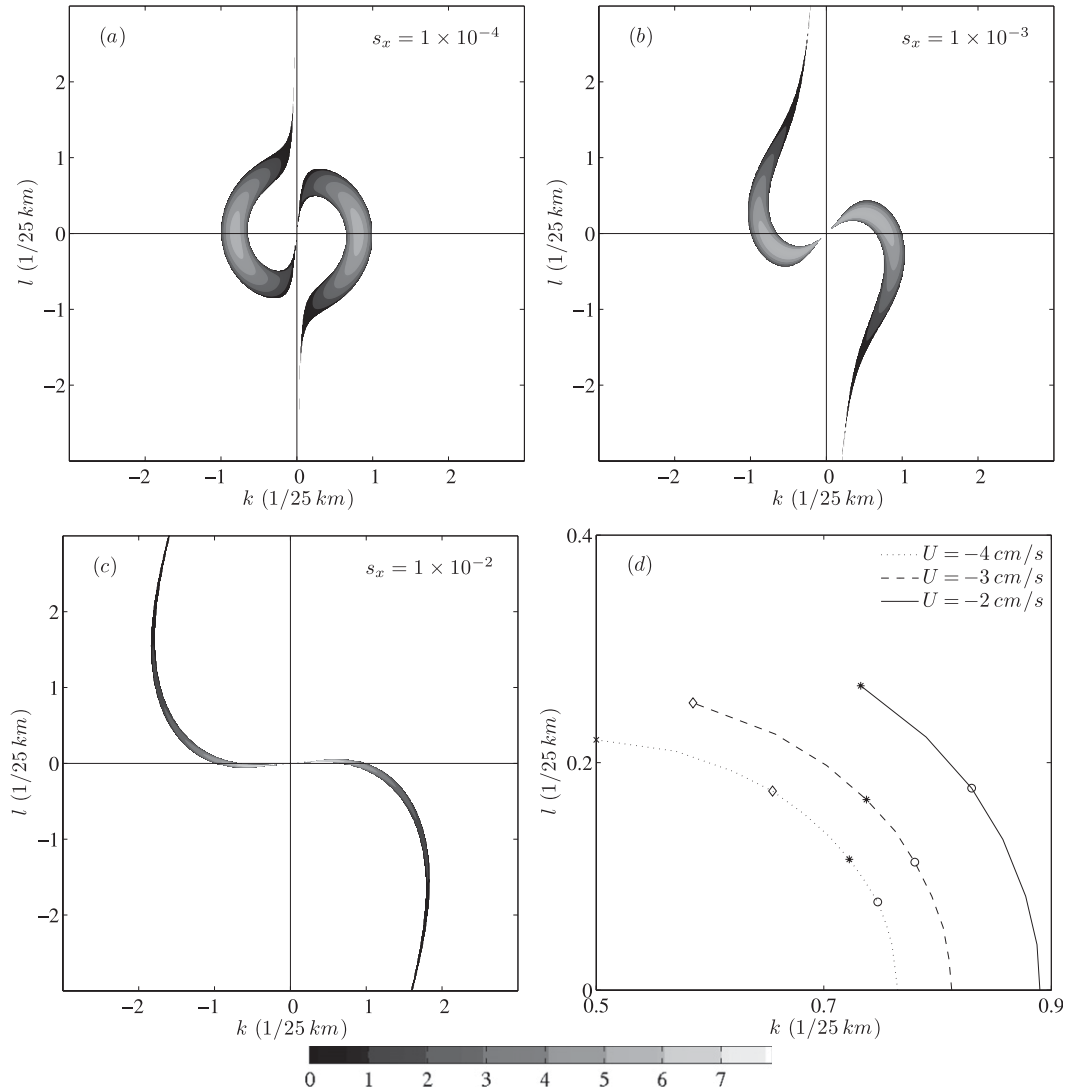 (a) s_x = 1 × 10^−4
2
1
0
−1
−2
l (1/25 km)
−2 −1 0 1 2
k (1/25 km)
(b) s_x = 1 × 10^−3
2
1
0
−1
−2
l (1/25 km)
−2 −1 0 1 2
k (1/25 km)
(c) s_x = 1 × 10^−2
2
1
0
−1
−2
l (1/25 km)
−2 −1 0 1 2
k (1/25 km)
(d)
U = −4 cm/s
U = −3 cm/s
U = −2 cm/s
0.4
0.2
0
l (1/25 km)
0.5 0.7 0.9
k (1/25 km)
0 1 2 3 4 5 6 7